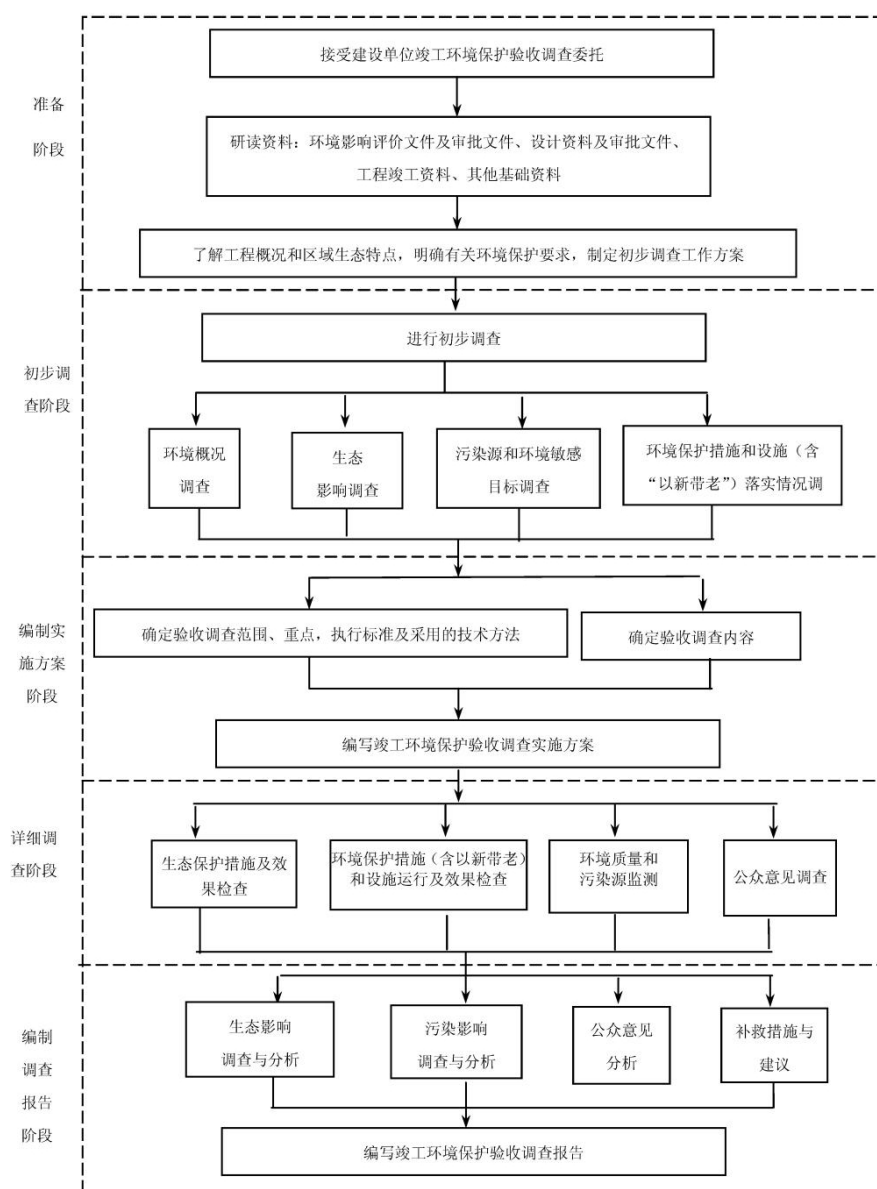 接受建设单位竣工环境保护验收调查委托
准备
阶段
研读资料：环境影响评价文件及审批文件、设计资料及审批文件、
工程竣工资料、其他基础资料
了解工程概况和区域生态特点，明确有关环境保护要求，制定初步调查工作方案
进行初步调查
初步调
查阶段
环境概况
调查
生态
影响调查
污染源和环境敏感
目标调查
环境保护措施和设施（含
“以新带老”）落实情况调
编制实
施方案
阶段
确定验收调查范围、重点，执行标准及采用的技术方法
确定验收调查内容
编写竣工环境保护验收调查实施方案
详细调
查阶段
生态保护措施及效
果检查
环境保护措施（含以新带老）
和设施运行及效果检查
环境质量和
污染源监测
公众意见调查
编制
调查
报告
阶段
生态影响
调查与分析
污染影响
调查与分析
公众意见
分析
补救措施与
建议
编写竣工环境保护验收调查报告